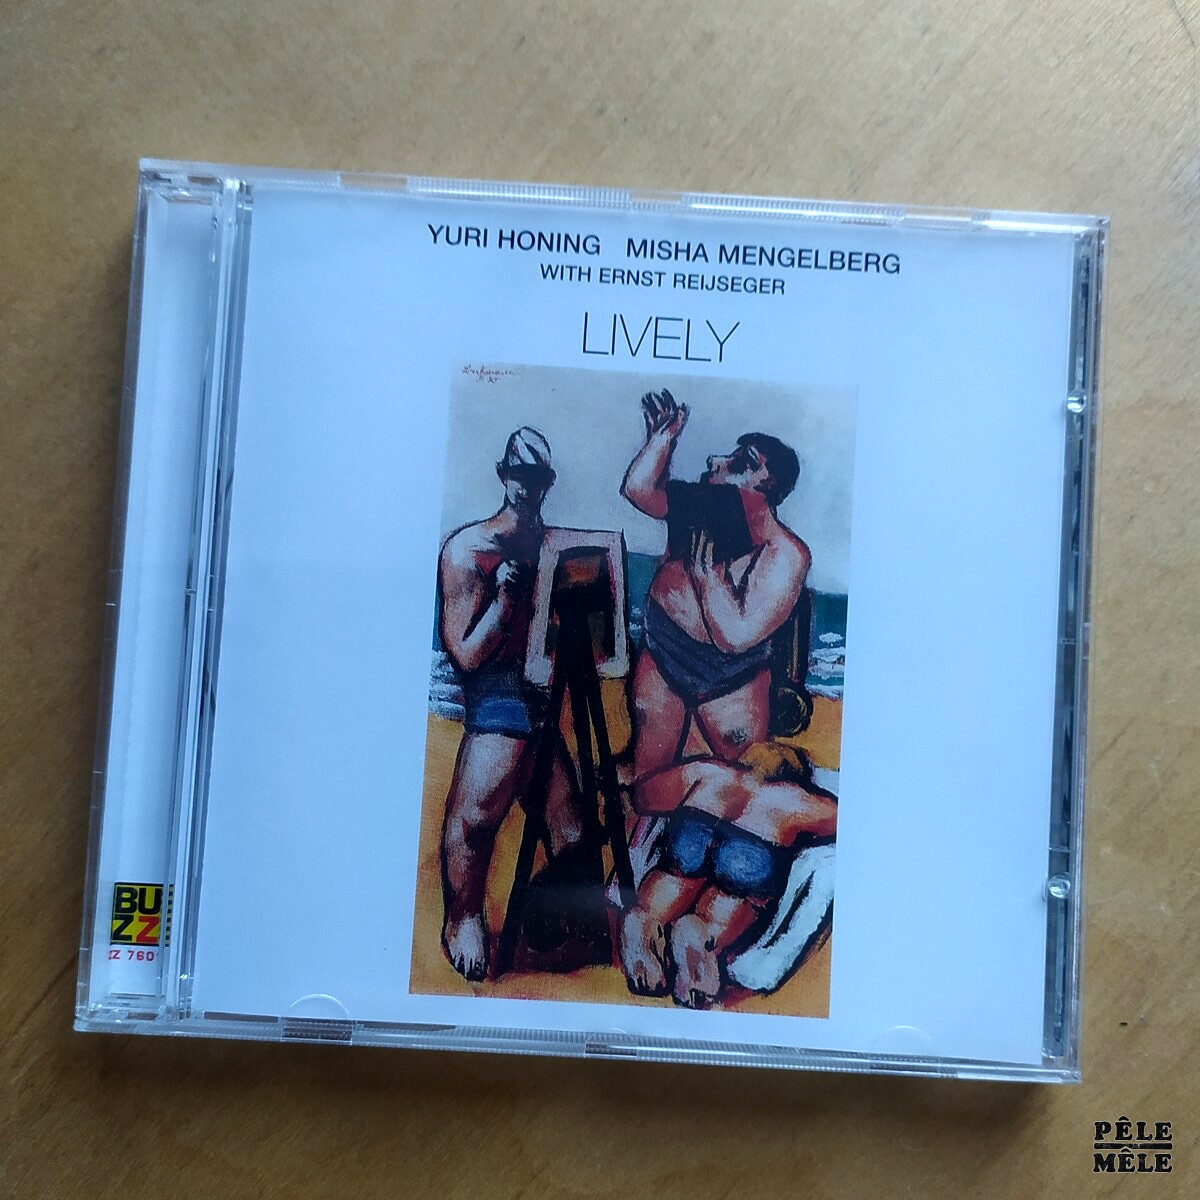 YURI HONING MISHA MENGELBERG
WITH ERNST REIJSEGER
LIVELY
BU
ZZ
PÊLE
MÊLE